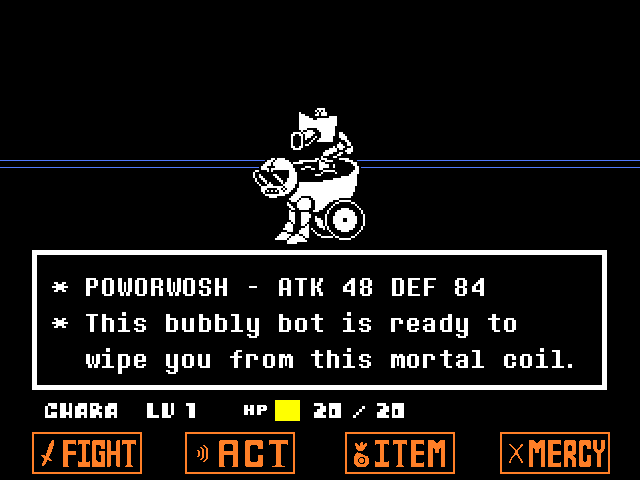 * POWORWOSH - ATK 48 DEF 84
* This bubbly bot is ready to
wipe you from this mortal coil.
CHARA LV 1 HP 20 / 20
FIGHT ACT ITEM MERCY